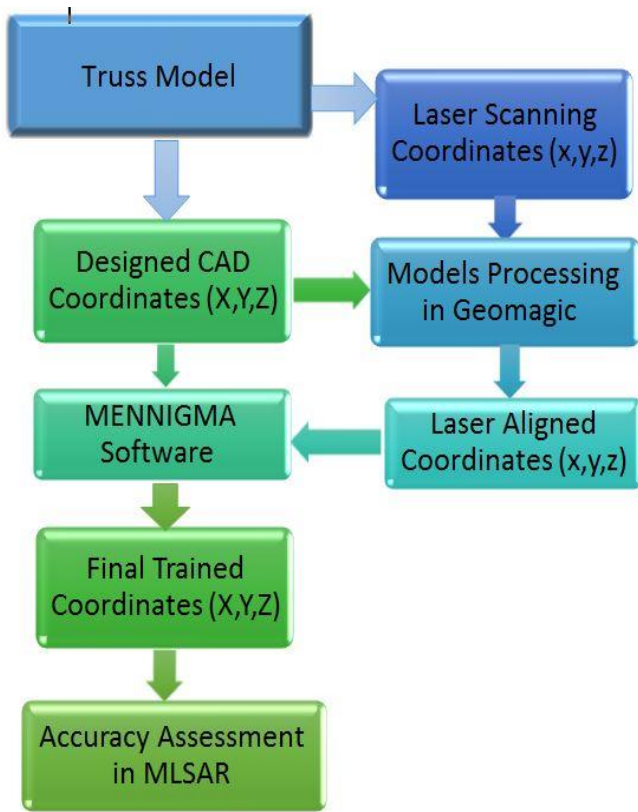 Truss Model
Laser Scanning
Coordinates (x,y,z)
Designed CAD
Coordinates (X,Y,Z)
Models Processing
in Geomagic
MENNIGMA
Software
Laser Aligned
Coordinates (x,y,z)
Final Trained
Coordinates (X,Y,Z)
Accuracy Assessment
in MLSAR